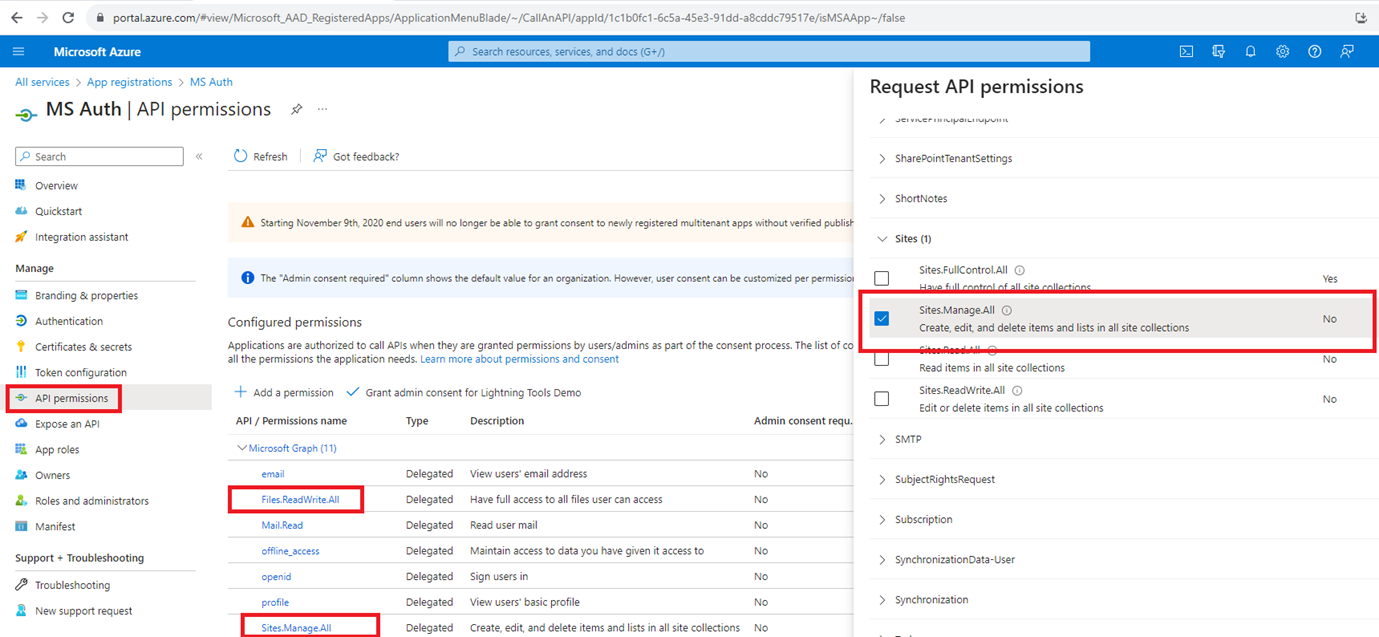 portal.azure.com/#view/Microsoft_AAD_RegisteredApps/ApplicationMenuBlade/~/CallAnAPI/appId/1c1b0fc1-6c5a-45e3-91dd-a8cddc79517e/isMSAApp~/false
Microsoft Azure
Search resources, services, and docs (G+/)
All services > App registrations > MS Auth
MS Auth | API permissions
Search
«
Overview
Quickstart
Integration assistant
Manage
Branding & properties
Authentication
Certificates & secrets
Token configuration
API permissions
Expose an API
App roles
Owners
Roles and administrators
Manifest
Support + Troubleshooting
Troubleshooting
New support request
Refresh
Got feedback?
Starting November 9th, 2020 end users will no longer be able to grant consent to newly registered multitenant apps without verified publish
The "Admin consent required" column shows the default value for an organization. However, user consent can be customized per permission
Configured permissions
Applications are authorized to call APIs when they are granted permissions by users/admins as part of the consent process. The list of co
all the permissions the application needs. Learn more about permissions and consent
Add a permission
Grant admin consent for Lightning Tools Demo
API / Permissions name Type Description Admin consent requ.
Microsoft Graph (11)
email Delegated View users' email address No
Files.ReadWrite.All Delegated Have full access to all files user can access No
Mail.Read Delegated Read user mail No
offline_access Delegated Maintain access to data you have given it access to No
openid Delegated Sign users in No
profile Delegated View users' basic profile No
Sites.Manage.All Delegated Create, edit, and delete items and lists in all site collections No
Request API permissions
ServicePrincipalEndpoint
SharePointTenantSettings
ShortNotes
Sites (1)
Sites.FullControl.All
Have full control of all site collections
Yes
Sites.Manage.All
Create, edit, and delete items and lists in all site collections
No
Sites.Read.All
Read items in all site collections
No
Sites.ReadWrite.All
Edit or delete items in all site collections
No
SMTP
SubjectRightsRequest
Subscription
SynchronizationData-User
Synchronization